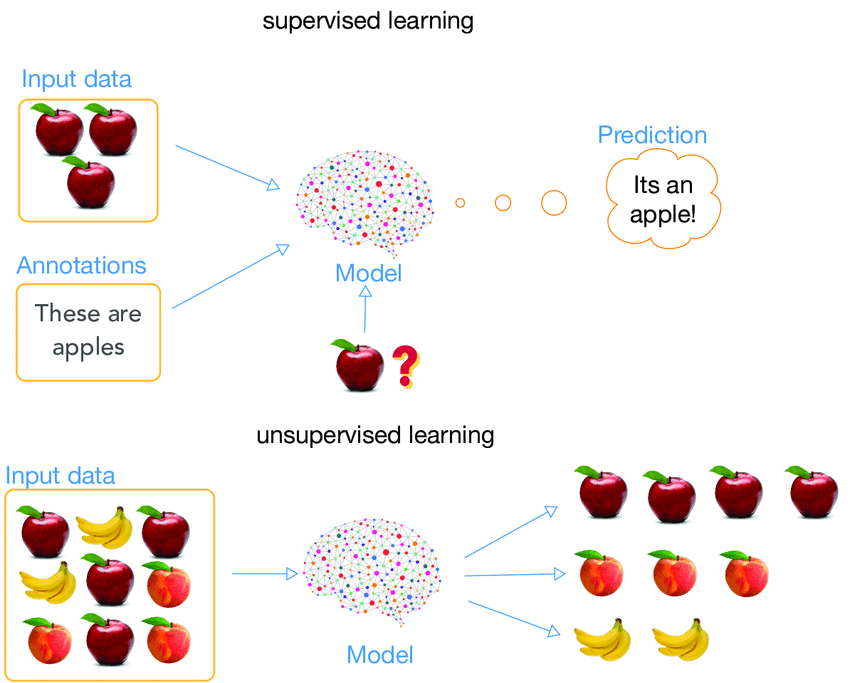 supervised learning
Input data
Prediction
Its an
apple!
Annotations
These are
apples
Model
?
unsupervised learning
Input data
Model